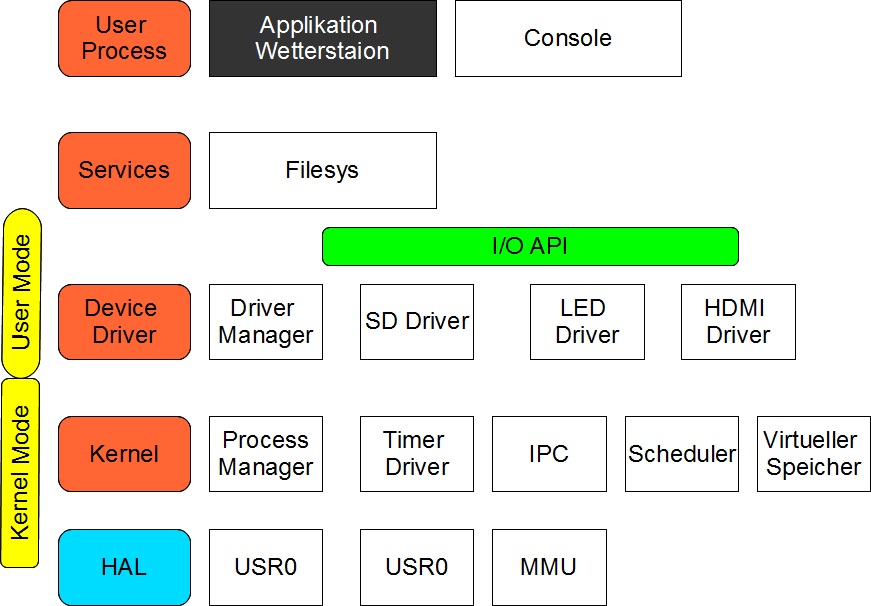 User
Process
Applikation
Wetterstaion
Console
Services
Filesys
User Mode
I/O API
Device
Driver
Driver
Manager
SD Driver
LED
Driver
HDMI
Driver
Kernel Mode
Kernel
Process
Manager
Timer
Driver
IPC
Scheduler
Virtueller
Speicher
HAL
USR0
USR0
MMU